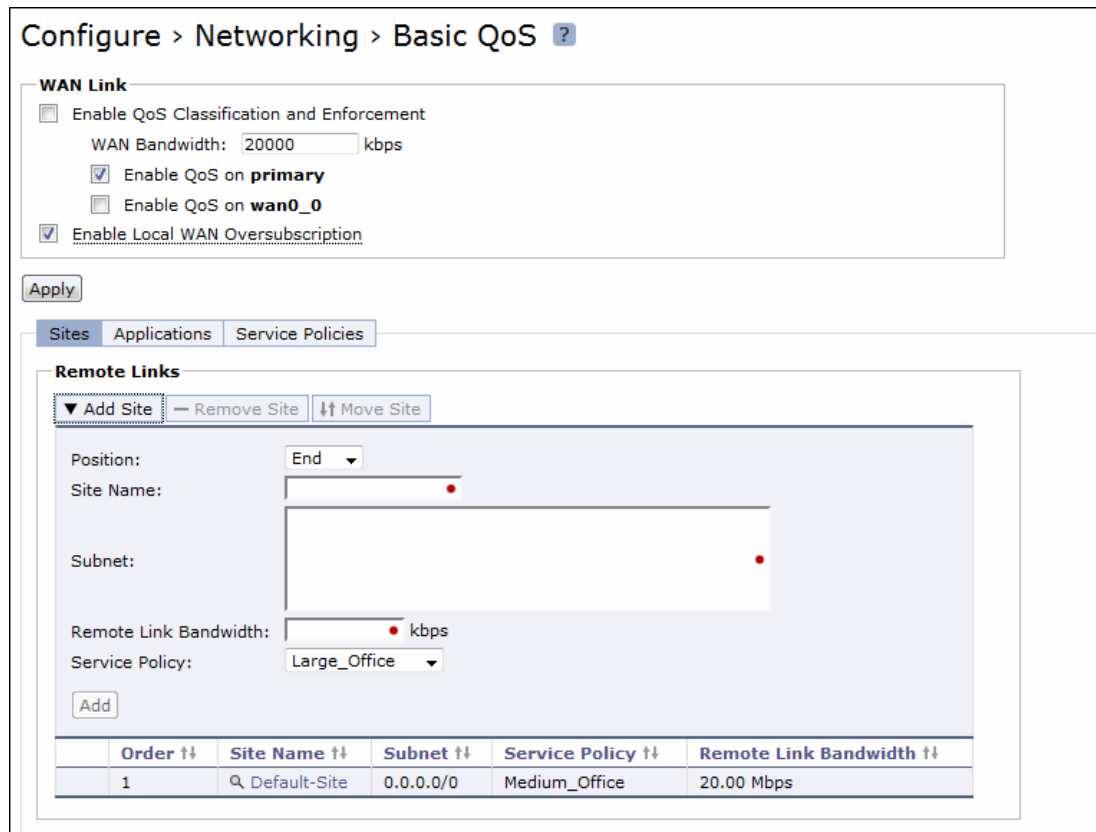 Configure > Networking > Basic QoS ?
WAN Link
Enable QoS Classification and Enforcement
WAN Bandwidth: 20000 kbps
Enable QoS on primary
Enable QoS on wan0_0
Enable Local WAN Oversubscription
Apply
Sites Applications Service Policies
Remote Links
▼ Add Site — Remove Site ↓↑ Move Site
Position: End
Site Name:
Subnet:
Remote Link Bandwidth: kbps
Service Policy: Large_Office
Add
Order ↑↓ Site Name ↑↓ Subnet ↑↓ Service Policy ↑↓ Remote Link Bandwidth ↑↓
1 Default-Site 0.0.0.0/0 Medium_Office 20.00 Mbps